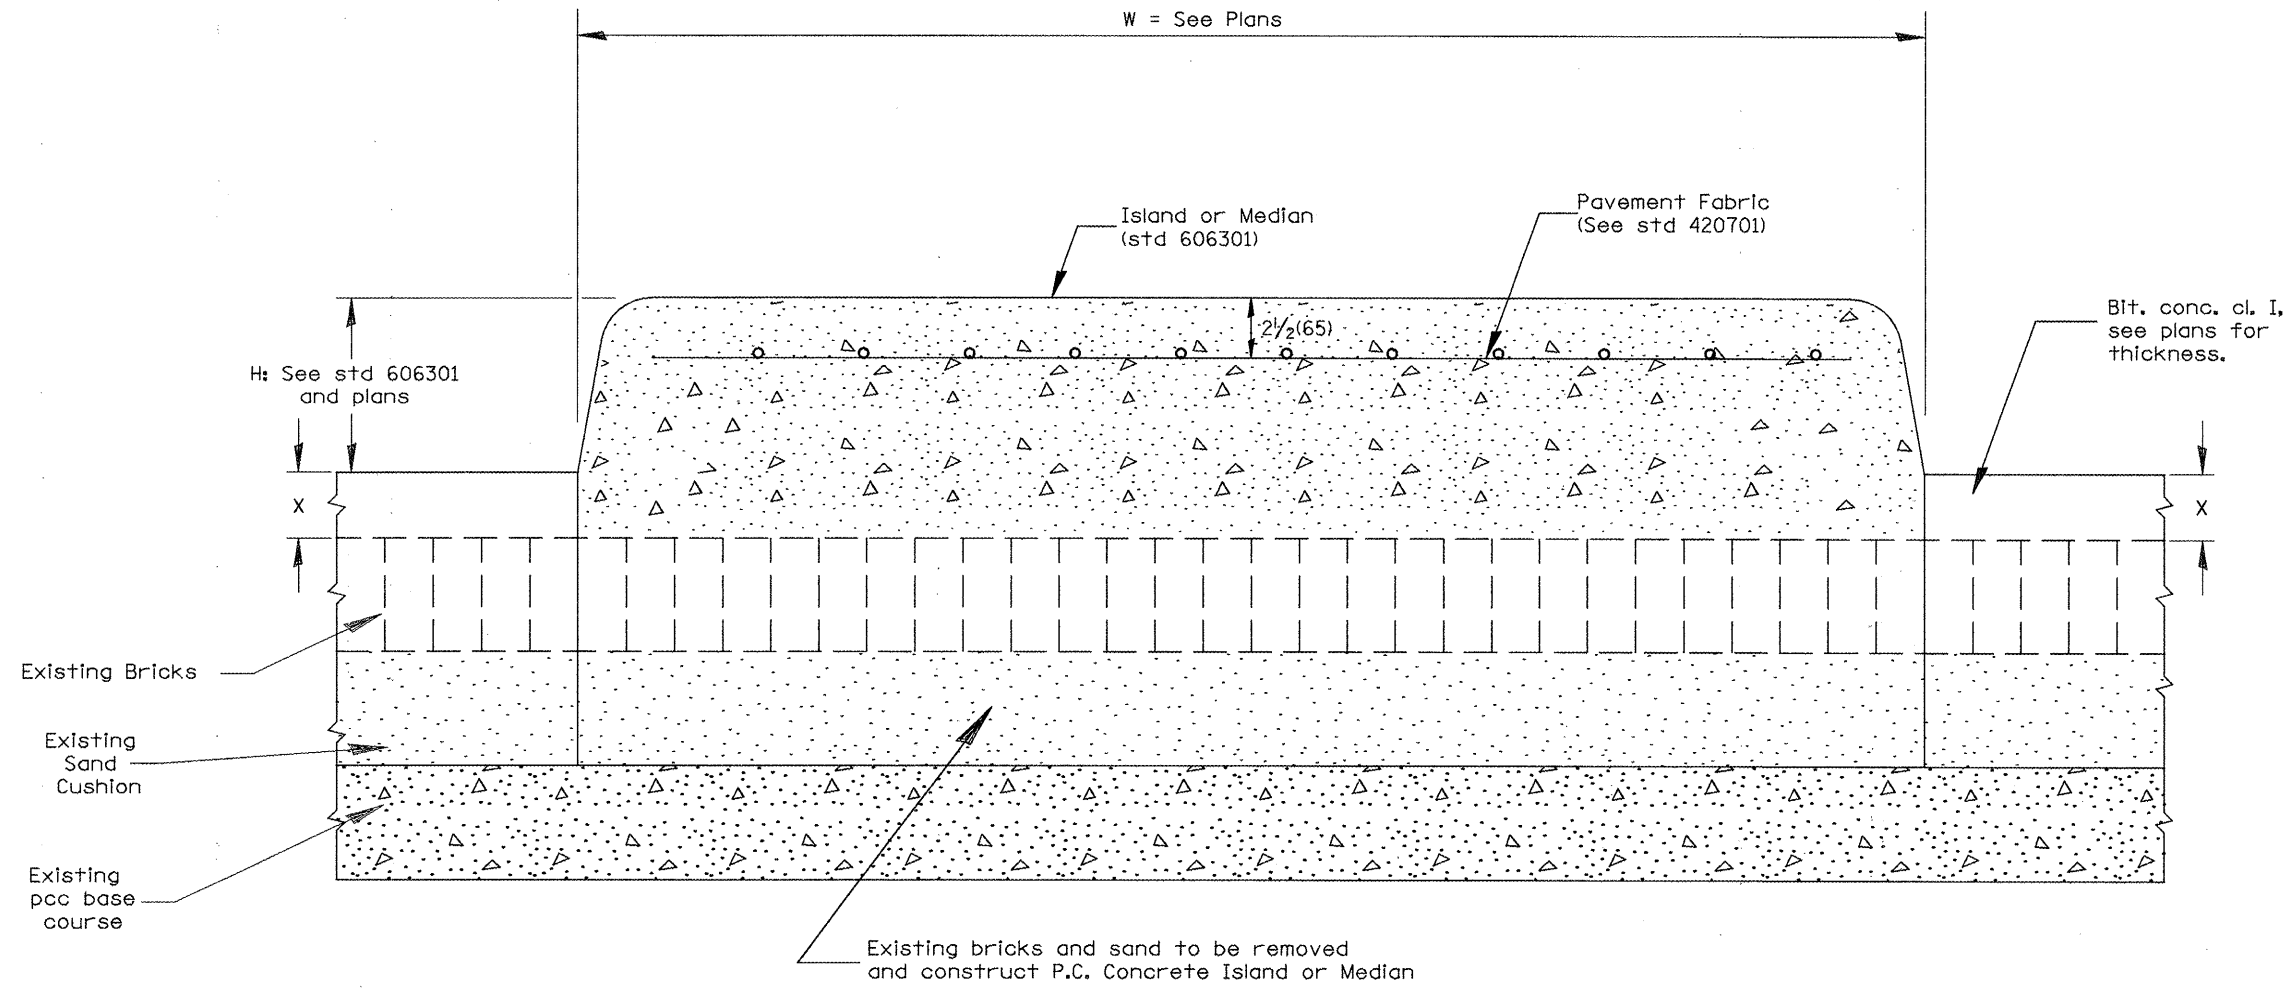 W = See Plans
Island or Median
(std 606301)
Pavement Fabric
(See std 420701)
Bit. conc. cl. I,
see plans for
thickness.
2½(65)
H: See std 606301
and plans
X
X
Existing Bricks
Existing
Sand
Cushion
Existing
pcc base
course
Existing bricks and sand to be removed
and construct P.C. Concrete Island or Median